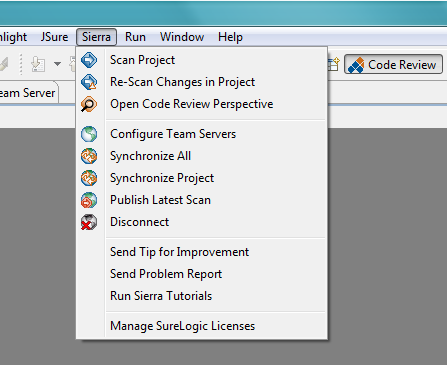 nlight JSure Sierra Run Window Help
Scan Project
Re-Scan Changes in Project
Code Review
Open Code Review Perspective
eam Server
Configure Team Servers
Synchronize All
Synchronize Project
Publish Latest Scan
Disconnect
Send Tip for Improvement
Send Problem Report
Run Sierra Tutorials
Manage SureLogic Licenses